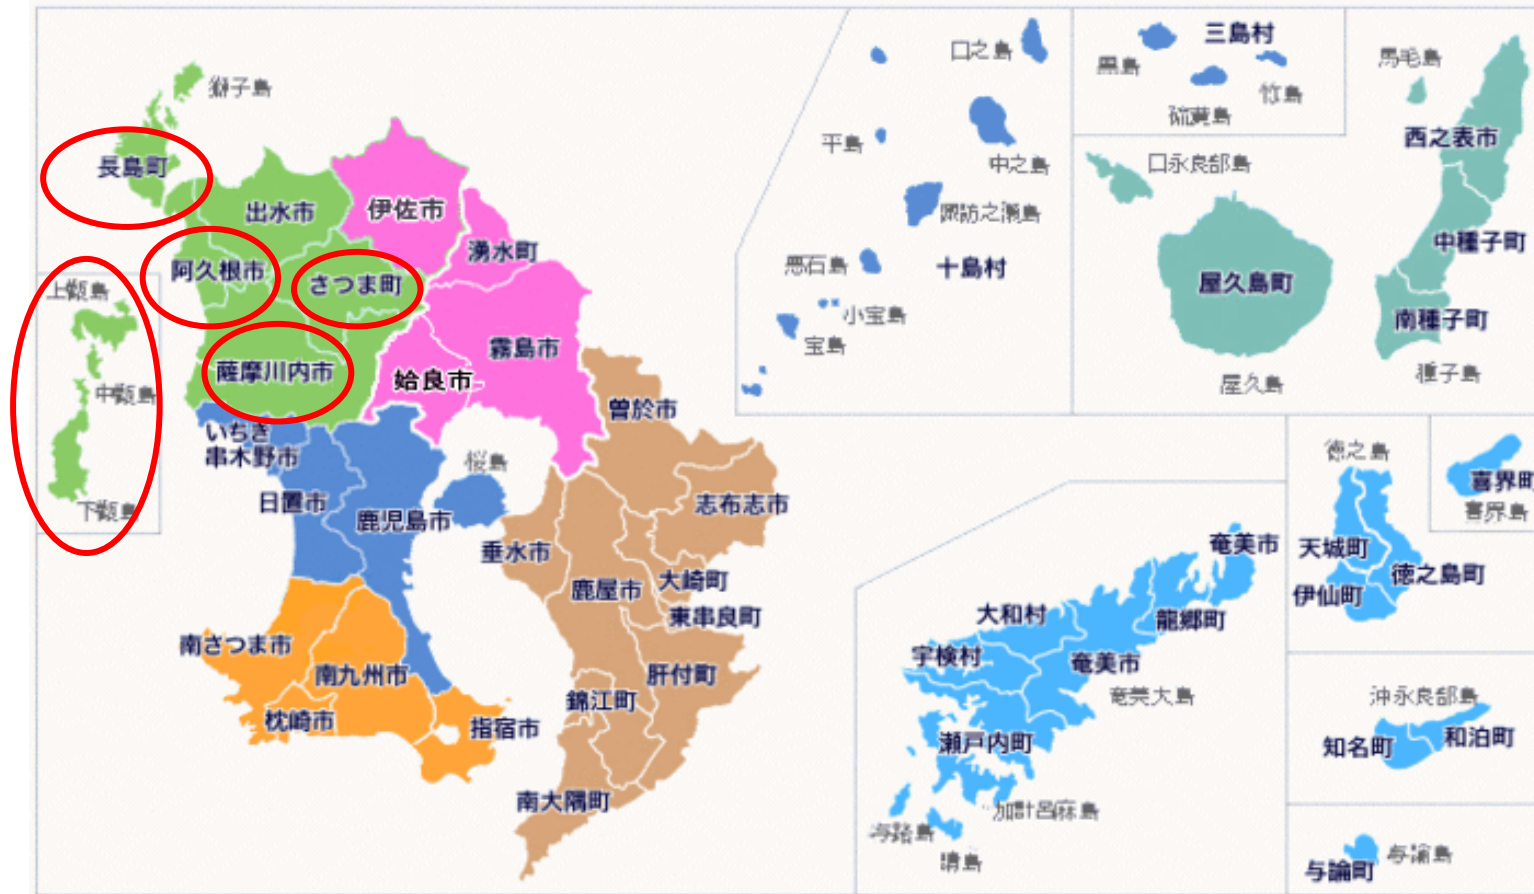 獅子島
長島町
出水市
伊佐市
湧水町
阿久根市
さつま町
薩摩川内市
霧島市
姶良市
上甑島
中甑島
下甑島
いちき
串木野市
日置市
鹿児島市
桜島
曽於市
志布志市
垂水市
鹿屋市
大崎町
東串良町
肝付町
錦江町
南大隅町
南さつま市
南九州市
枕崎市
指宿市
口之島
平島
中之島
諏訪之瀬島
悪石島
十島村
小宝島
宝島
三島村
黒島
硫黄島
竹島
馬毛島
西之表市
口永良部島
中種子町
屋久島町
南種子町
屋久島
種子島
徳之島
喜界町
喜界島
天城町
徳之島町
伊仙町
奄美市
大和村
龍郷町
宇検村
奄美市
奄美大島
瀬戸内町
加計呂麻島
与路島
請島
沖永良部島
知名町
和泊町
与論町
与論島